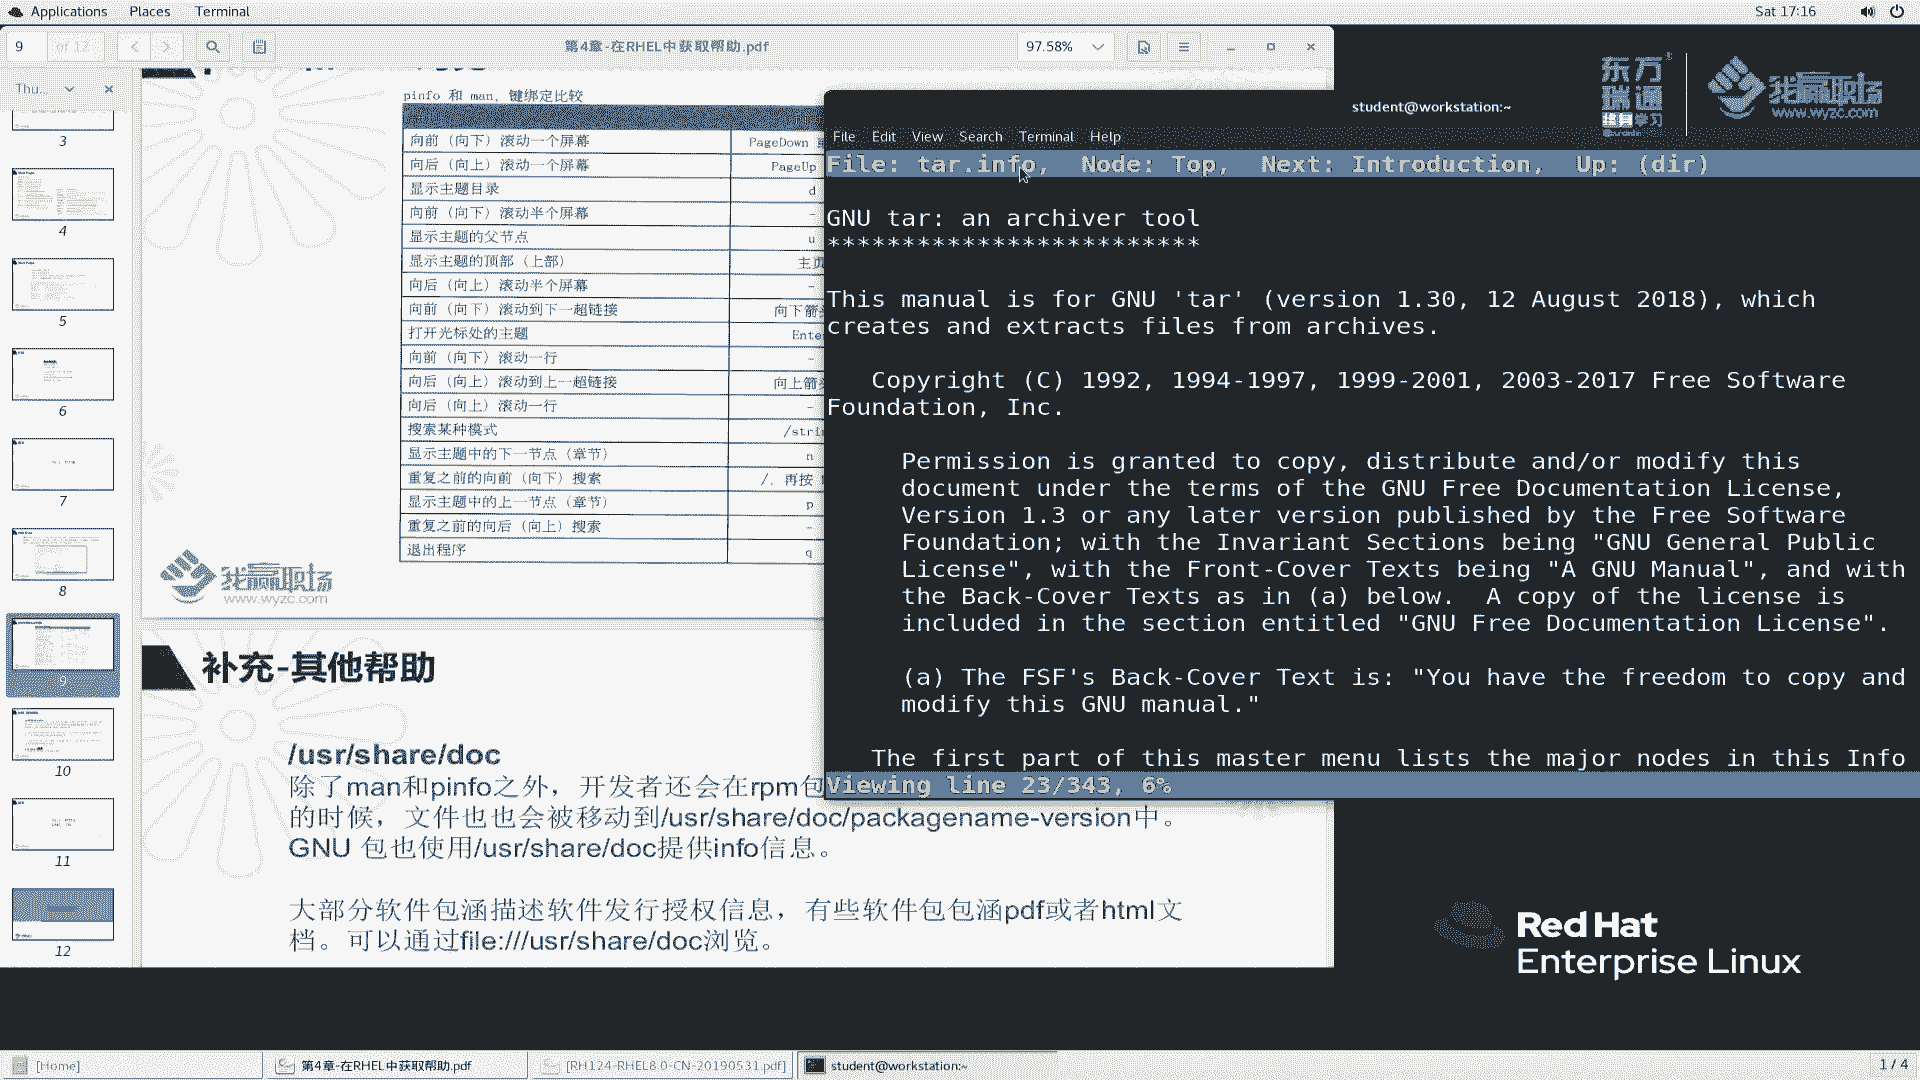 Applications Places Terminal
Sat 17:16
9 of 12
第4章-在RHEL中获取帮助.pdf
97.58%
Thu...
3
4
5
6
7
8
9
10
11
12
pinfo 和 man，键绑定比较
向前（向下）滚动一个屏幕 PageDown
向后（向上）滚动一个屏幕 PageUp
显示主题目录 d
向前（向下）滚动半个屏幕 -
显示主题的父节点 u
显示主题的顶部（上部） 主页
向后（向上）滚动半个屏幕 -
向前（向下）滚动到下一超链接 向下箭
打开光标处的主题 Ente
向前（向下）滚动一行 -
向后（向上）滚动到上一超链接 向上箭
向后（向上）滚动一行 -
搜索某种模式 /stri
显示主题中的下一节点（章节） n
重复之前的向前（向下）搜索 /，再按
显示主题中的上一节点（章节） p
重复之前的向后（向上）搜索 -
退出程序 q
我赢职场
www.wyzc.com
补充-其他帮助
/usr/share/doc
除了man和pinfo之外，开发者还会在rpm包
的时候，文件也也会被移动到/usr/share/doc/packagename-version中。
GNU 包也使用/usr/share/doc提供info信息。
大部分软件包涵描述软件发行授权信息，有些软件包包涵pdf或者html文
档。可以通过file:///usr/share/doc浏览。
东方瑞通
我赢职场
www.wyzc.com
student@workstation:~
File Edit View Search Terminal Help
File: tar.info, Node: Top, Next: Introduction, Up: (dir)
GNU tar: an archiver tool
*************************
This manual is for GNU 'tar' (version 1.30, 12 August 2018), which
creates and extracts files from archives.
Copyright (C) 1992, 1994-1997, 1999-2001, 2003-2017 Free Software
Foundation, Inc.
Permission is granted to copy, distribute and/or modify this
document under the terms of the GNU Free Documentation License,
Version 1.3 or any later version published by the Free Software
Foundation; with the Invariant Sections being "GNU General Public
License", with the Front-Cover Texts being "A GNU Manual", and with
the Back-Cover Texts as in (a) below. A copy of the license is
included in the section entitled "GNU Free Documentation License".
(a) The FSF's Back-Cover Text is: "You have the freedom to copy and
modify this GNU manual."
The first part of this master menu lists the major nodes in this Info
Viewing line 23/343, 6%
Red Hat
Enterprise Linux
[Home]
第4章-在RHEL中获取帮助.pdf
[RH124-RHEL8.0-CN-20190531.pdf]
student@workstation:~
1 / 4